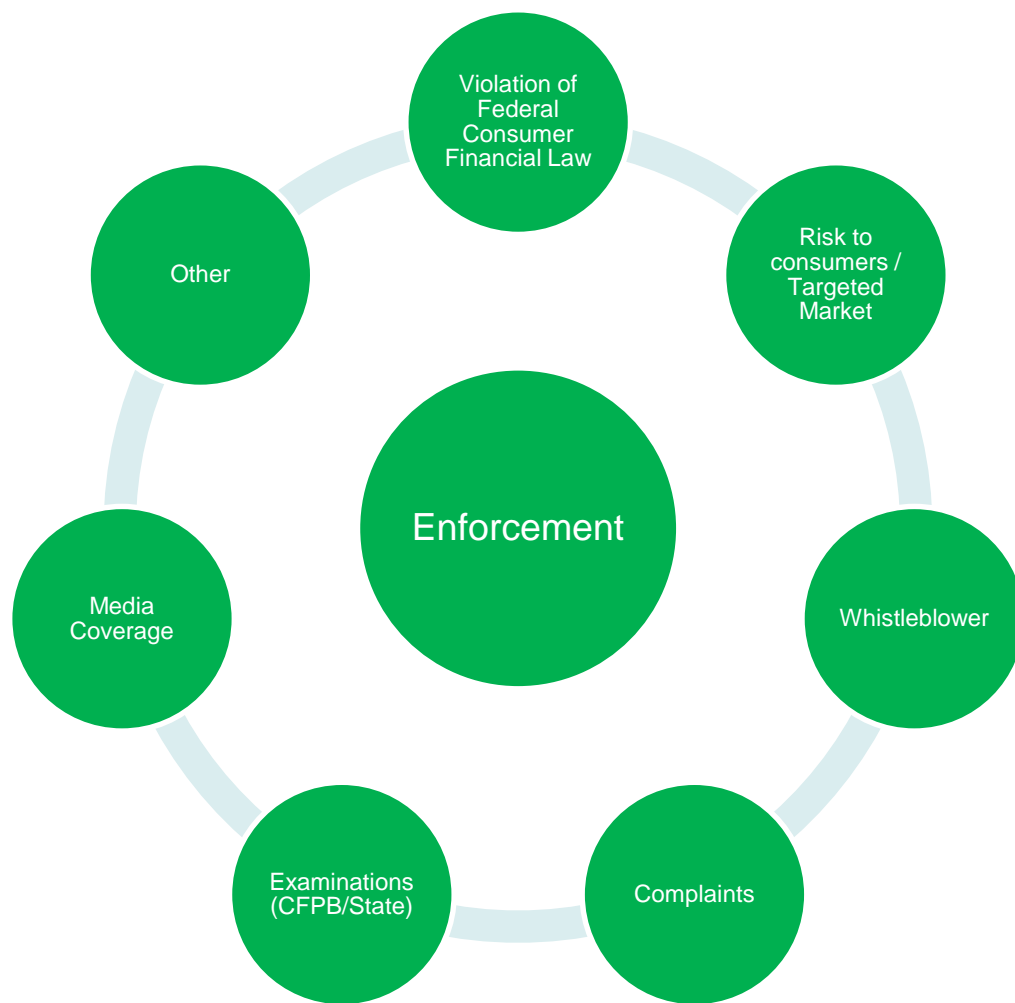 Violation of
Federal
Consumer
Financial Law
Risk to
consumers /
Targeted
Market
Other
Enforcement
Whistleblower
Media
Coverage
Complaints
Examinations
(CFPB/State)